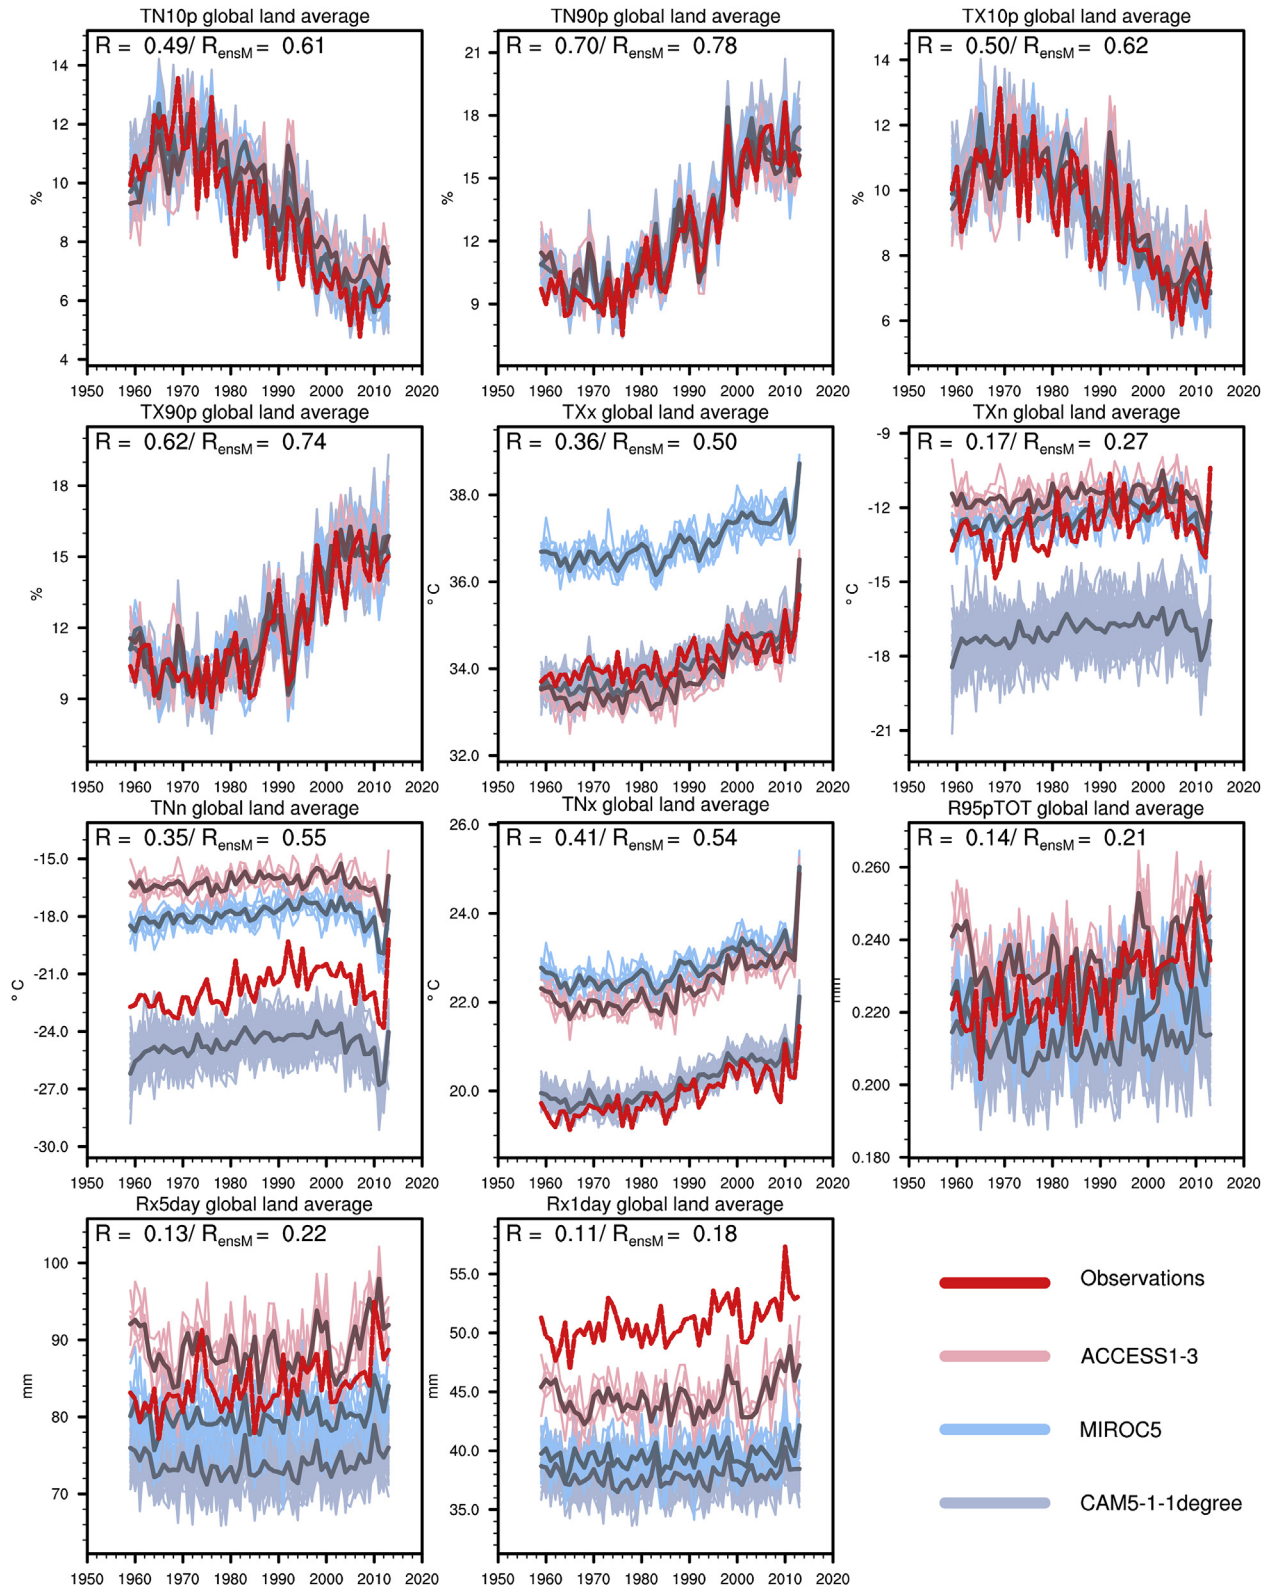 TN10p global land average
R = 0.49/ RensM = 0.61
14
12
10
8
6
4
%
1950 1960 1970 1980 1990 2000 2010 2020
TN90p global land average
R = 0.70/ RensM = 0.78
21
18
15
12
9
%
1950 1960 1970 1980 1990 2000 2010 2020
TX10p global land average
R = 0.50/ RensM = 0.62
14
12
10
8
6
%
1950 1960 1970 1980 1990 2000 2010 2020
TX90p global land average
R = 0.62/ RensM = 0.74
18
15
12
9
%
1950 1960 1970 1980 1990 2000 2010 2020
TXx global land average
R = 0.36/ RensM = 0.50
38.0
36.0
34.0
32.0
° C
1950 1960 1970 1980 1990 2000 2010 2020
TXn global land average
R = 0.17/ RensM = 0.27
-9
-12
-15
-18
-21
° C
1950 1960 1970 1980 1990 2000 2010 2020
TNn global land average
R = 0.35/ RensM = 0.55
-15.0
-18.0
-21.0
-24.0
-27.0
-30.0
° C
1950 1960 1970 1980 1990 2000 2010 2020
TNx global land average
R = 0.41/ RensM = 0.54
26.0
24.0
22.0
20.0
° C
1950 1960 1970 1980 1990 2000 2010 2020
R95pTOT global land average
R = 0.14/ RensM = 0.21
0.260
0.240
0.220
0.200
0.180
mm
1950 1960 1970 1980 1990 2000 2010 2020
Rx5day global land average
R = 0.13/ RensM = 0.22
100
90
80
70
mm
1950 1960 1970 1980 1990 2000 2010 2020
Rx1day global land average
R = 0.11/ RensM = 0.18
55.0
50.0
45.0
40.0
35.0
mm
1950 1960 1970 1980 1990 2000 2010 2020
Observations
ACCESS1-3
MIROC5
CAM5-1-1degree